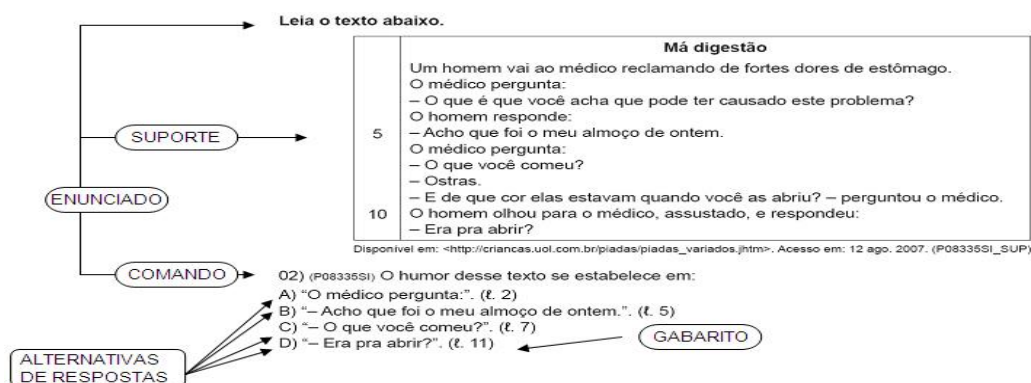 Leia o texto abaixo.
Má digestão
Um homem vai ao médico reclamando de fortes dores de estômago.
O médico pergunta:
– O que é que você acha que pode ter causado este problema?
O homem responde:
5 – Acho que foi o meu almoço de ontem.
O médico pergunta:
– O que você comeu?
– Ostras.
– E de que cor elas estavam quando você as abriu? – perguntou o médico.
10 O homem olhou para o médico, assustado, e respondeu:
– Era pra abrir?
Disponível em: <http://criancas.uol.com.br/piadas/piadas_variados.jhtm>. Acesso em: 12 ago. 2007. (P08335SI_SUP)
SUPORTE
ENUNCIADO
COMANDO
02) (P08335SI) O humor desse texto se estabelece em:
A) “O médico pergunta:”. (ℓ. 2)
B) “– Acho que foi o meu almoço de ontem.”. (ℓ. 5)
C) “– O que você comeu?”. (ℓ. 7)
D) “– Era pra abrir?”. (ℓ. 11)
GABARITO
ALTERNATIVAS
DE RESPOSTAS